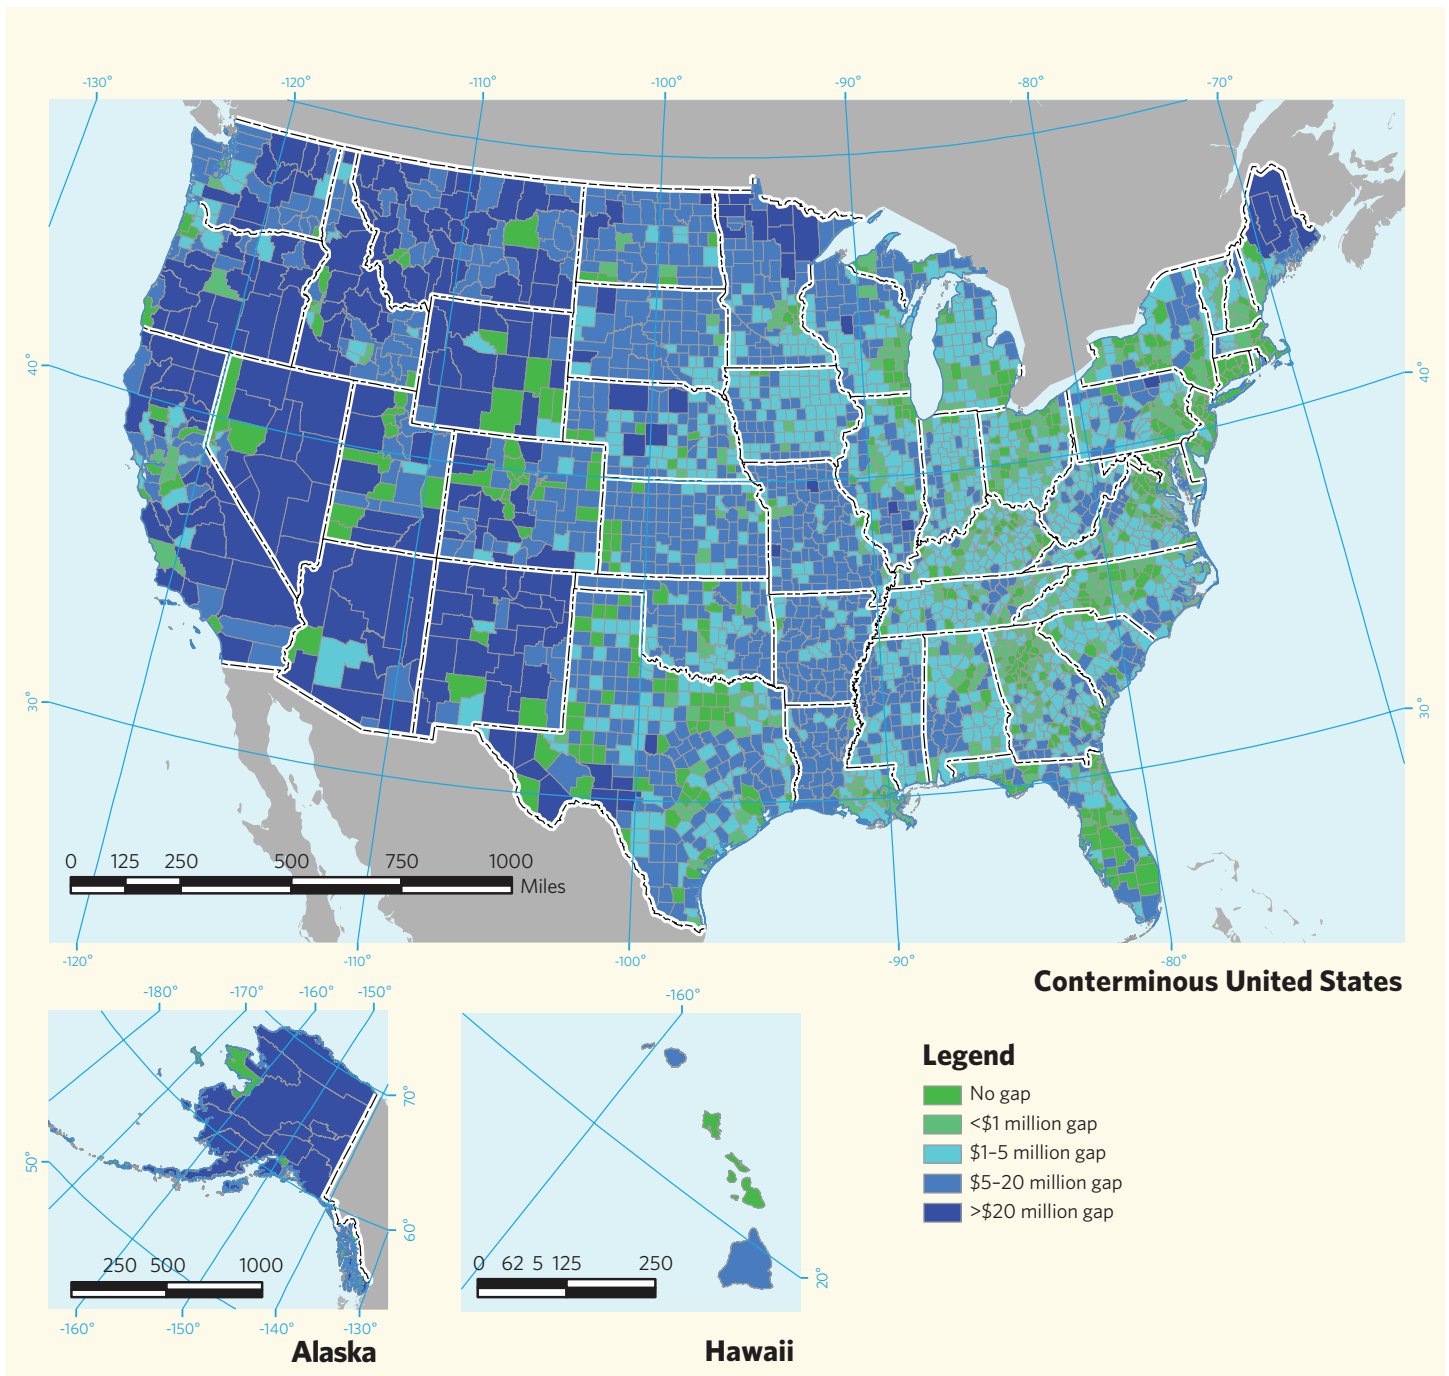 -130°
-120°
-110°
-100°
-90°
-80°
-70°
40°
40°
30°
30°
0 125 250 500 750 1000
Miles
-120°
-110°
-100°
-90°
-80°
Conterminous United States
-180°
-170°
-160°
-150°
70°
50°
60°
250 500 1000
-160°
-150°
-140°
-130°
Alaska
-160°
0 62 5 125 250
20°
Hawaii
Legend
No gap
<$1 million gap
$1–5 million gap
$5–20 million gap
>$20 million gap